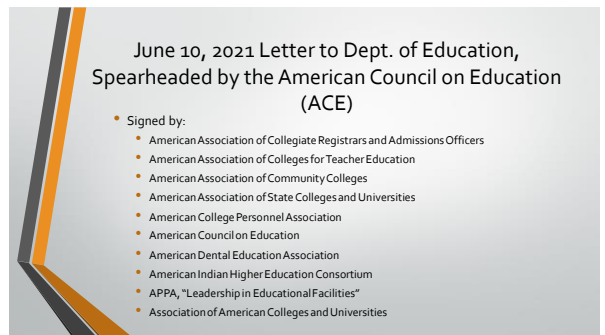 June 10, 2021 Letter to Dept. of Education,
Spearheaded by the American Council on Education
(ACE)
• Signed by:
• American Association of Collegiate Registrars and Admissions Officers
• American Association of Colleges for Teacher Education
• American Association of Community Colleges
• American Association of State Colleges and Universities
• American College Personnel Association
• American Council on Education
• American Dental Education Association
• American Indian Higher Education Consortium
• APPA, “Leadership in Educational Facilities”
• Association of American Colleges and Universities